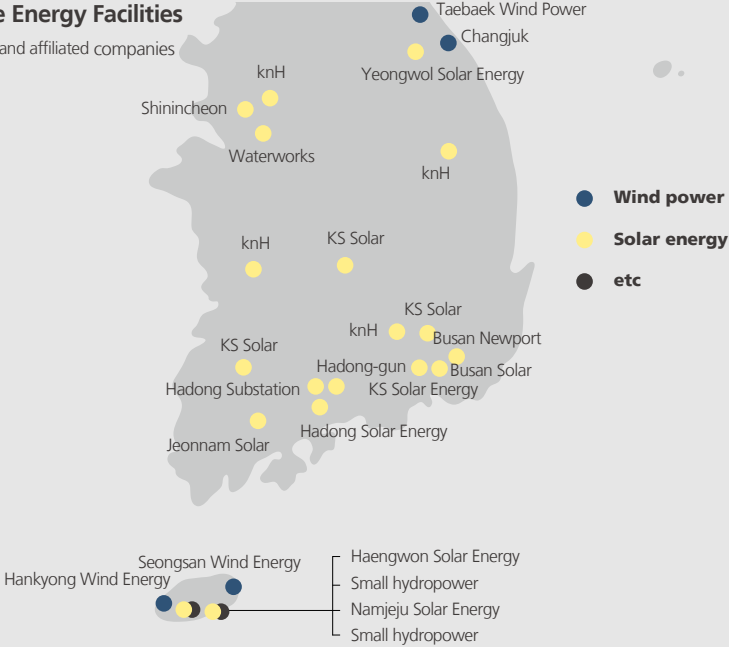 e Energy Facilities
and affiliated companies
Taebaek Wind Power
Changjuk
Yeongwol Solar Energy
knH
Shinincheon
Waterworks
knH
Wind power
Solar energy
etc
knH
KS Solar
KS Solar
knH
Busan Newport
KS Solar
Hadong-gun
Busan Solar
Hadong Substation
KS Solar Energy
Hadong Solar Energy
Jeonnam Solar
Seongsan Wind Energy
Hankyong Wind Energy
Haengwon Solar Energy
Small hydropower
Namjeju Solar Energy
Small hydropower